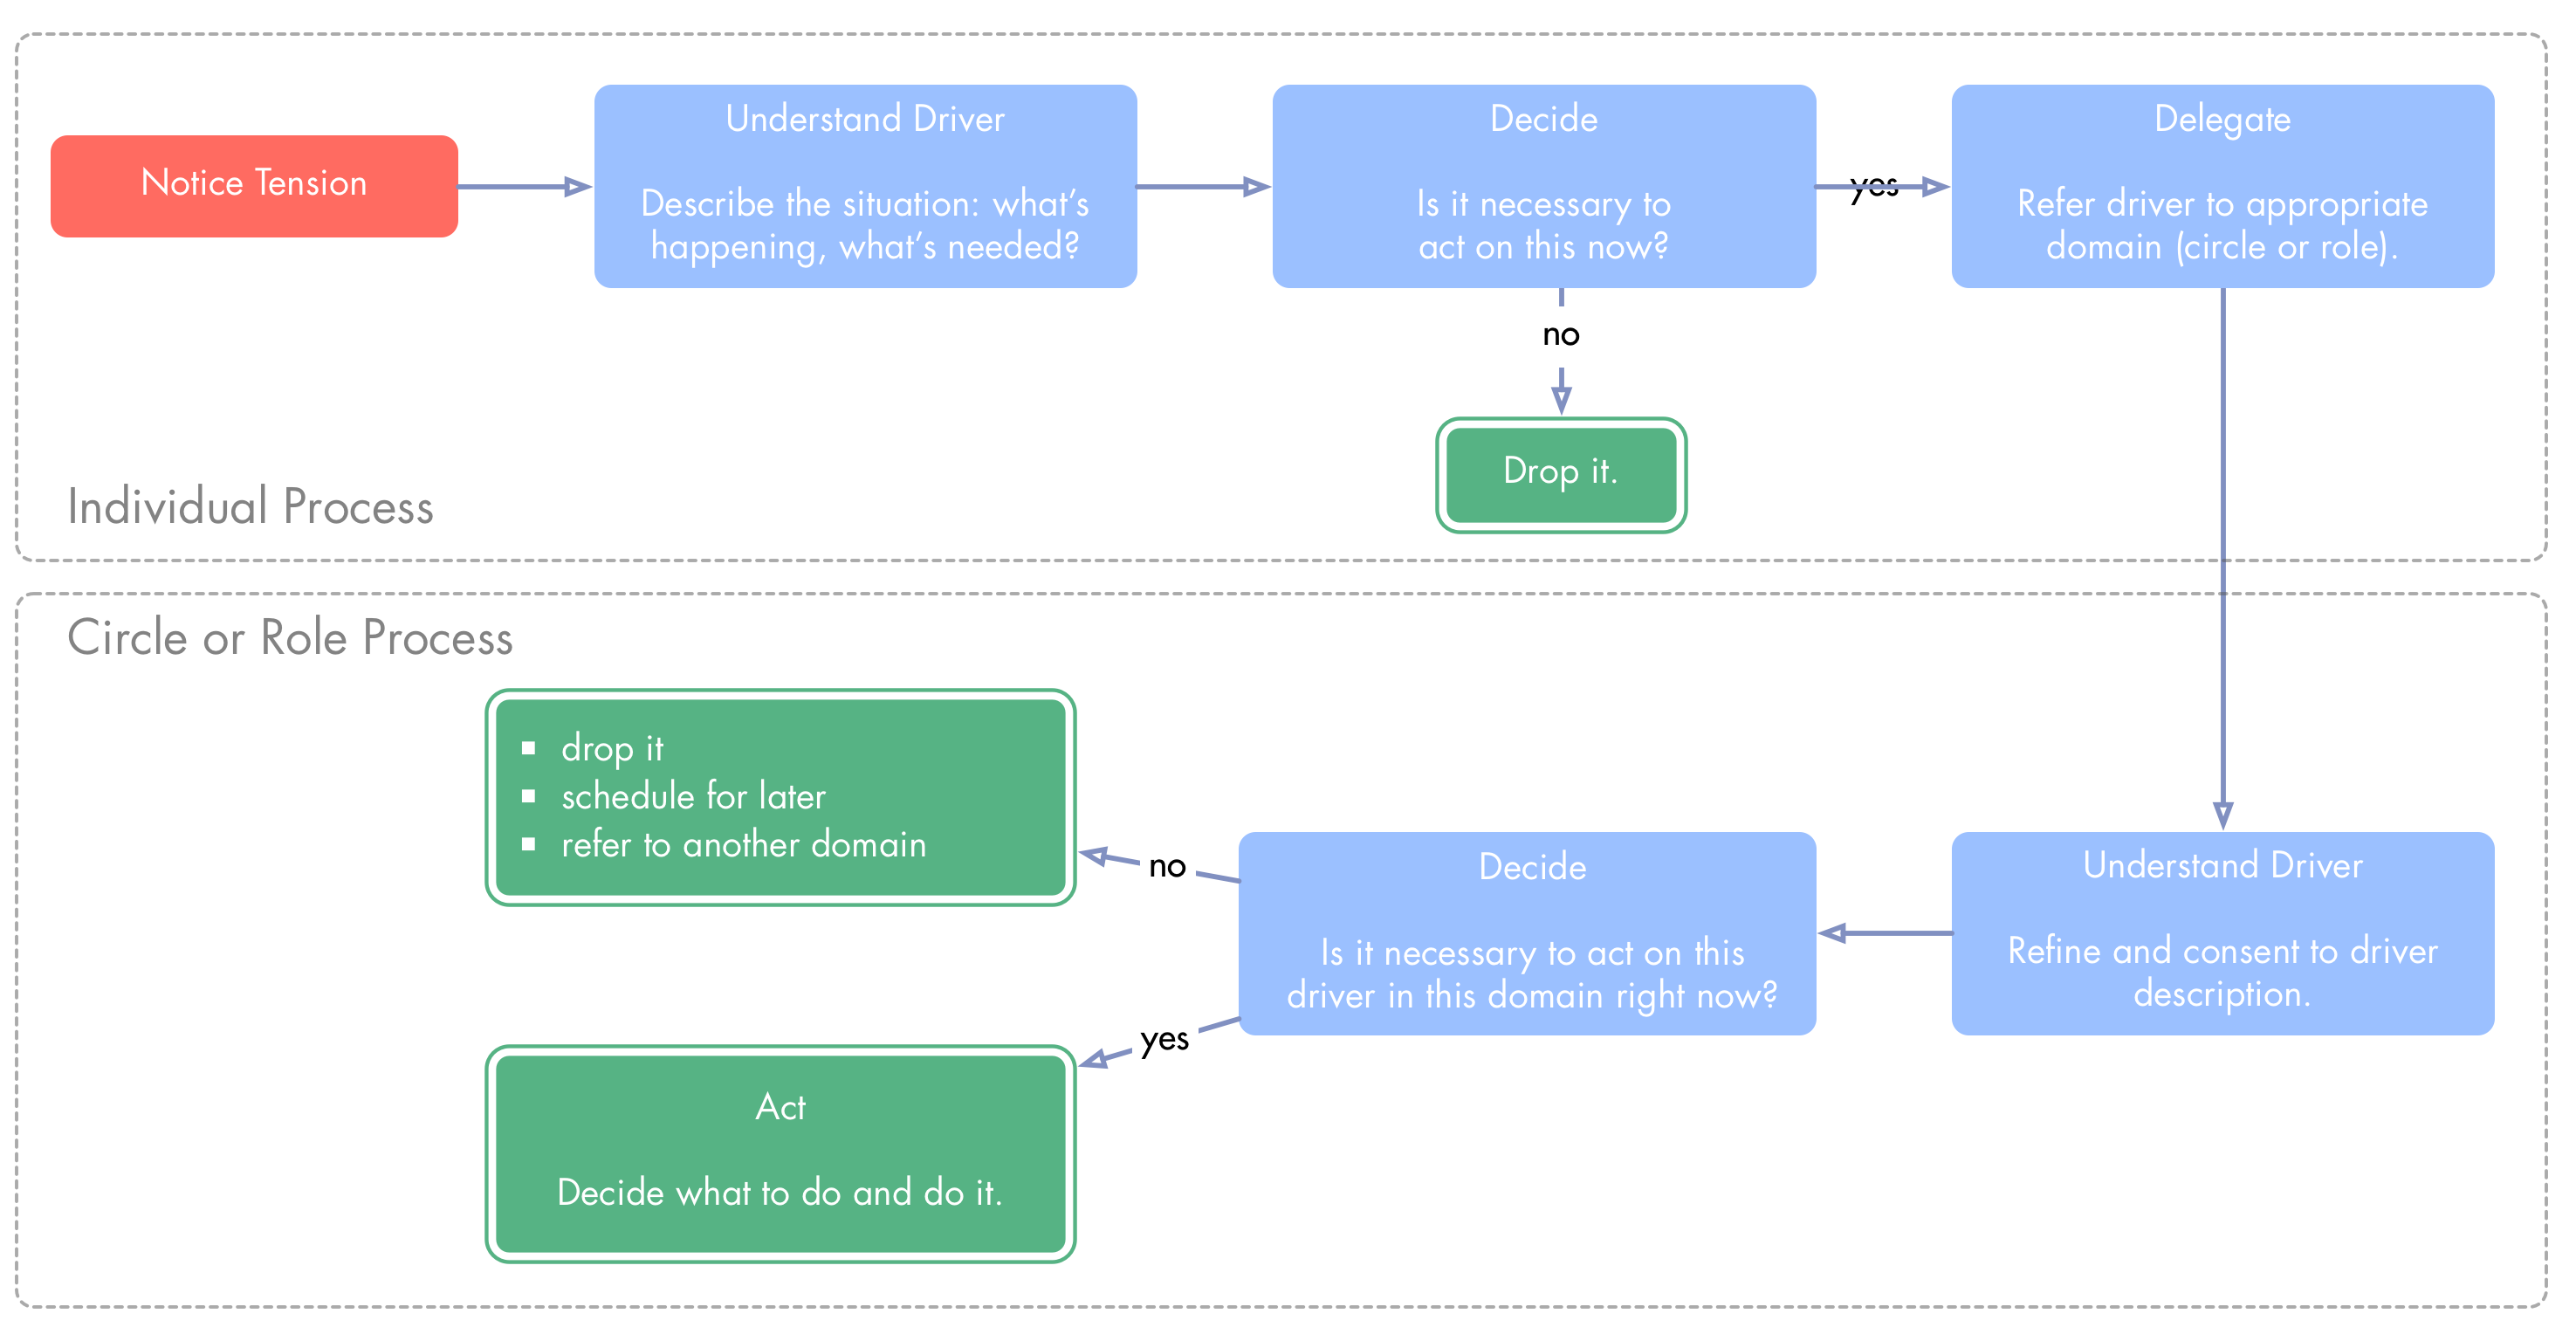 Notice Tension
Understand Driver
Describe the situation: what's
happening, what's needed?
Decide
Is it necessary to
act on this now?
yes
Delegate
Refer driver to appropriate
domain (circle or role).
no
Drop it.
Individual Process
Circle or Role Process
Understand Driver
Refine and consent to driver
description.
Decide
Is it necessary to act on this
driver in this domain right now?
no
▪ drop it
▪ schedule for later
▪ refer to another domain
yes
Act
Decide what to do and do it.